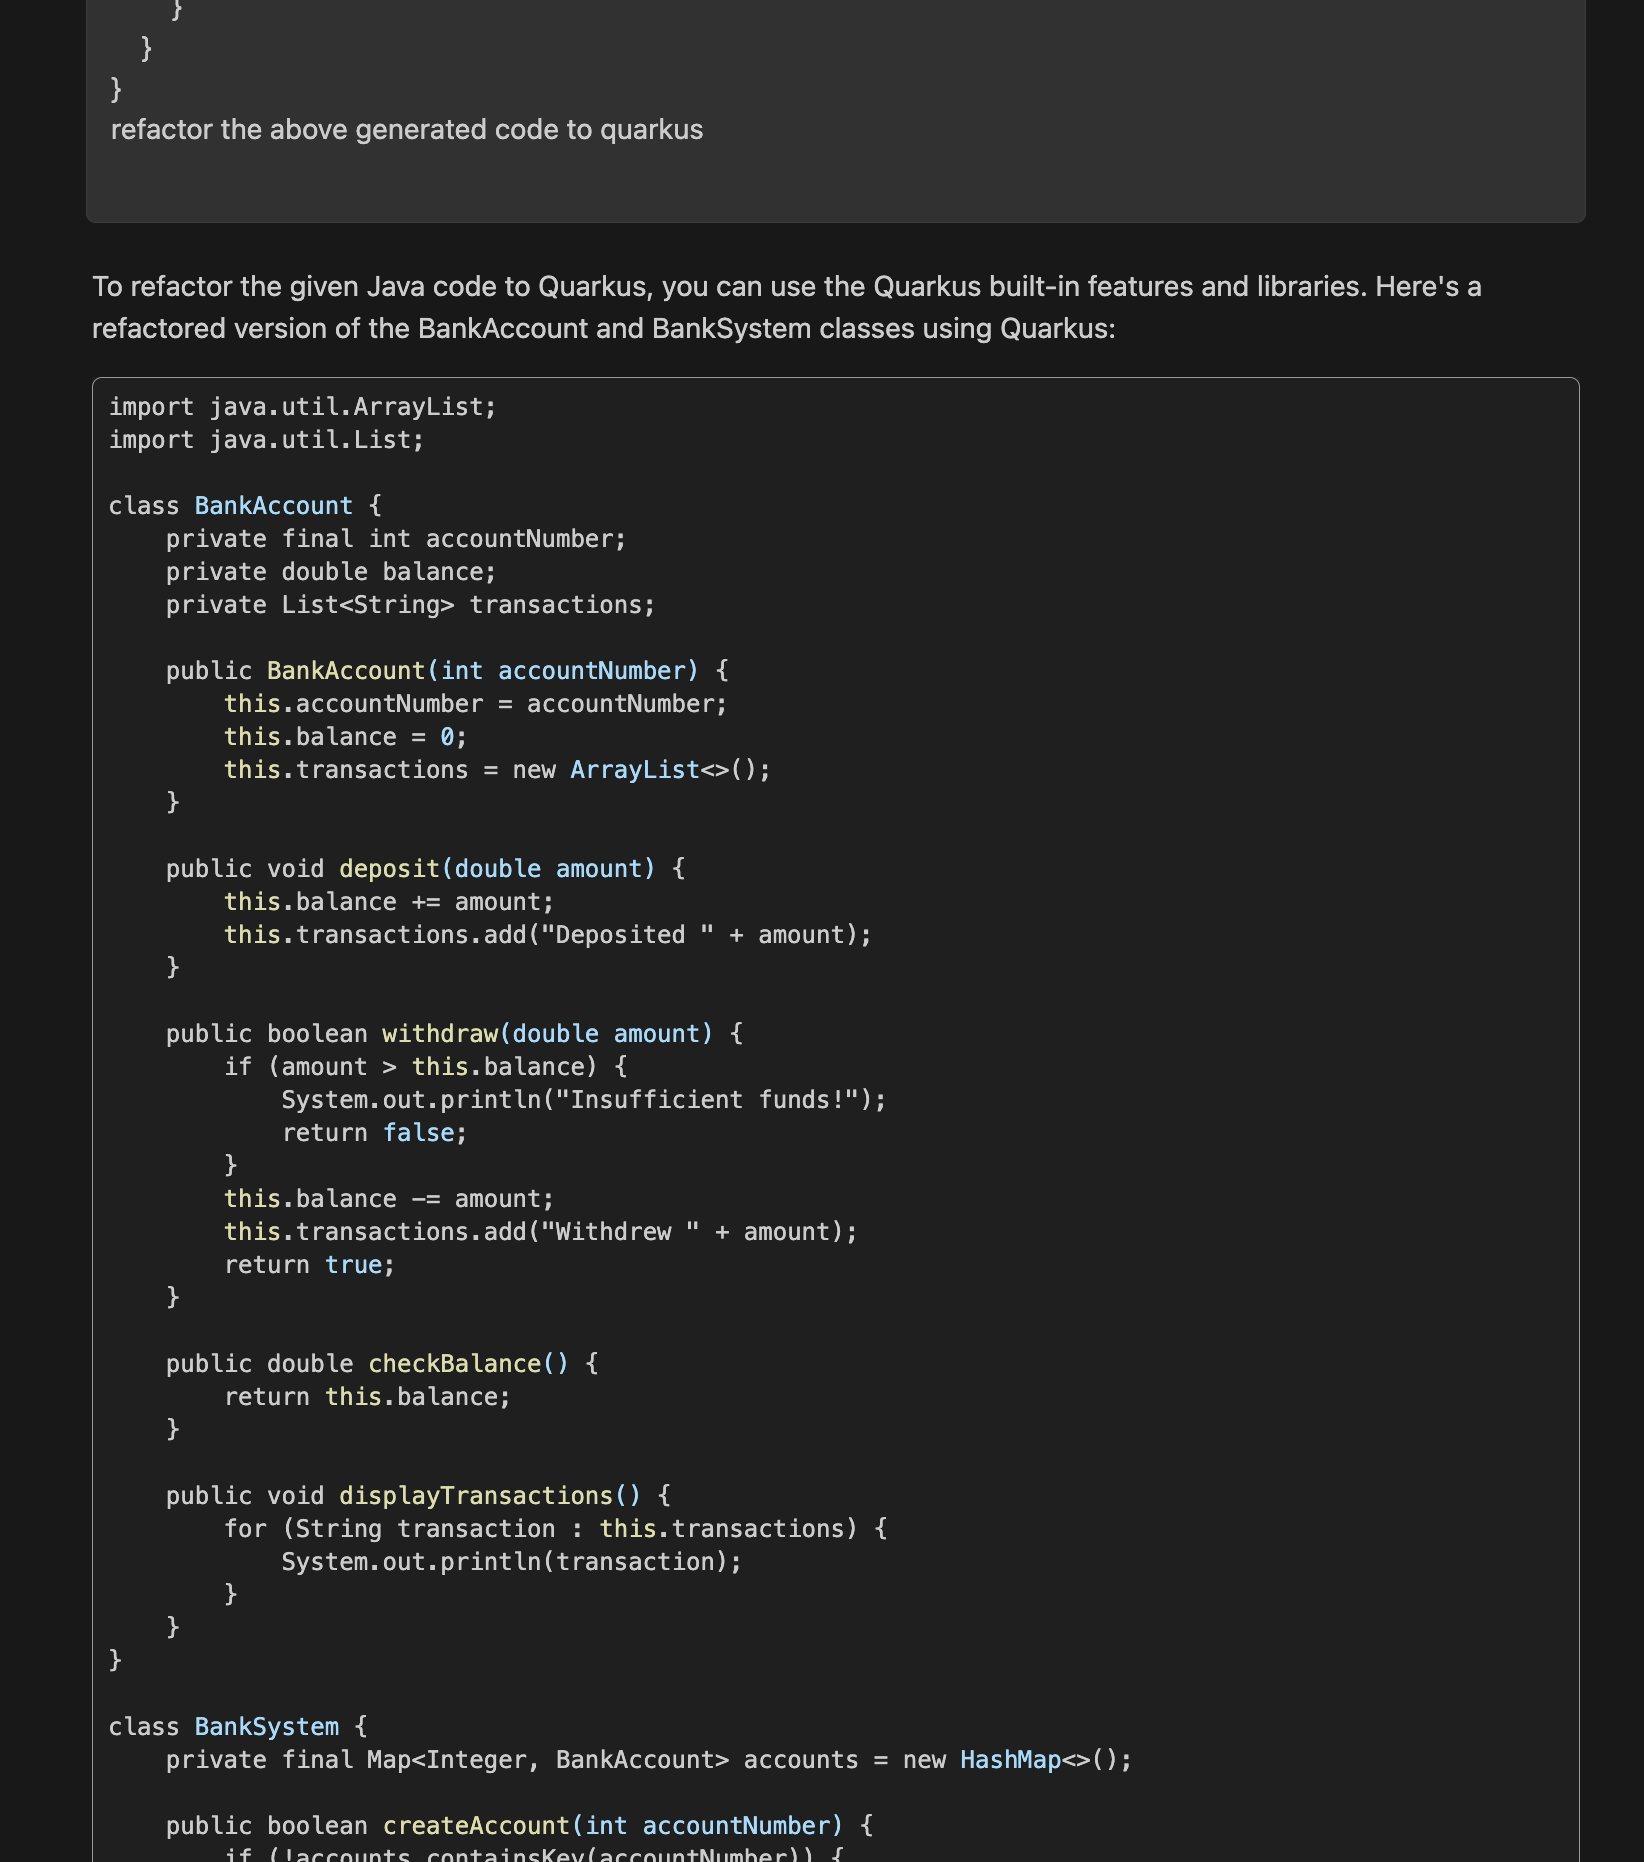 }
}
}
refactor the above generated code to quarkus
To refactor the given Java code to Quarkus, you can use the Quarkus built-in features and libraries. Here's a
refactored version of the BankAccount and BankSystem classes using Quarkus:
import java.util.ArrayList;
import java.util.List;
class BankAccount {
private final int accountNumber;
private double balance;
private List<String> transactions;
public BankAccount(int accountNumber) {
this.accountNumber = accountNumber;
this.balance = 0;
this.transactions = new ArrayList<>();
}
public void deposit(double amount) {
this.balance += amount;
this.transactions.add("Deposited " + amount);
}
public boolean withdraw(double amount) {
if (amount > this.balance) {
System.out.println("Insufficient funds!");
return false;
}
this.balance -= amount;
this.transactions.add("Withdrew " + amount);
return true;
}
public double checkBalance() {
return this.balance;
}
public void displayTransactions() {
for (String transaction : this.transactions) {
System.out.println(transaction);
}
}
}
class BankSystem {
private final Map<Integer, BankAccount> accounts = new HashMap<>();
public boolean createAccount(int accountNumber) {
if (!accounts.containsKey(accountNumber)) {